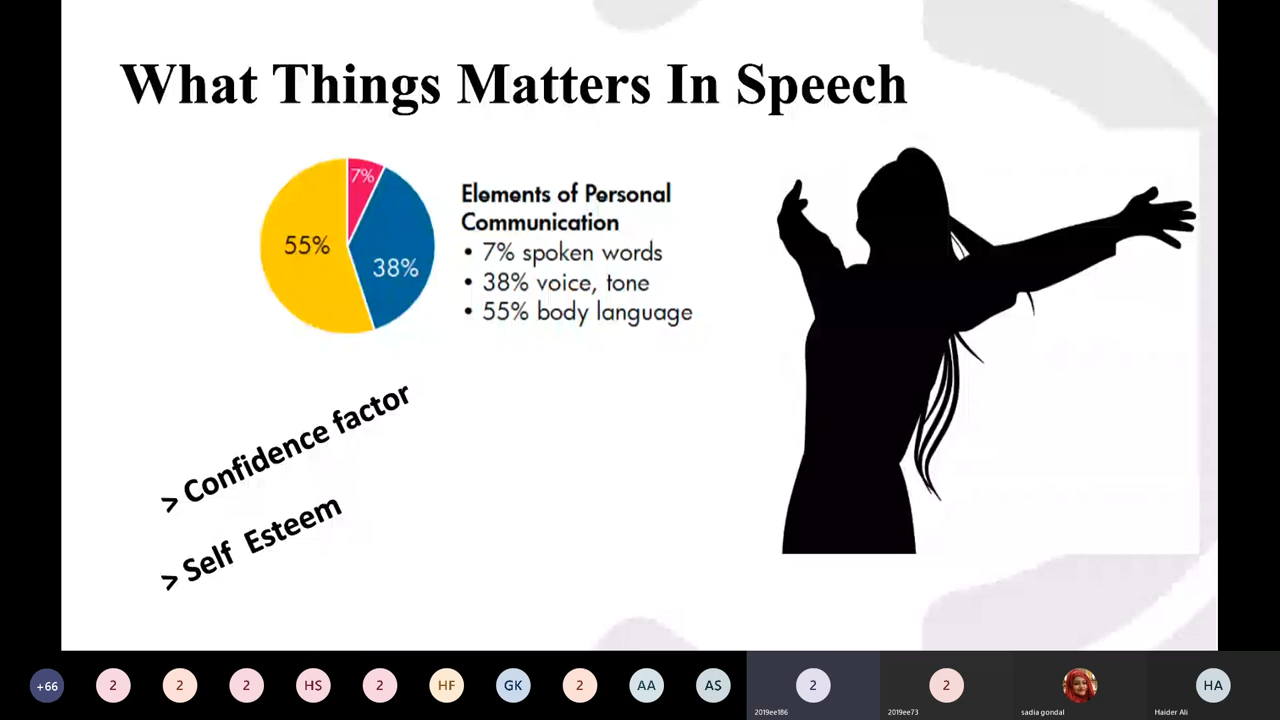 What Things Matters In Speech
7%
55%
38%
Elements of Personal
Communication
• 7% spoken words
• 38% voice, tone
• 55% body language
> Confidence factor
> Self Esteem
+66
2
2
2
HS
2
HF
GK
2
AA
AS
2
2019ee186
2
2019ee73
sadia gondal
HA
Haider Ali